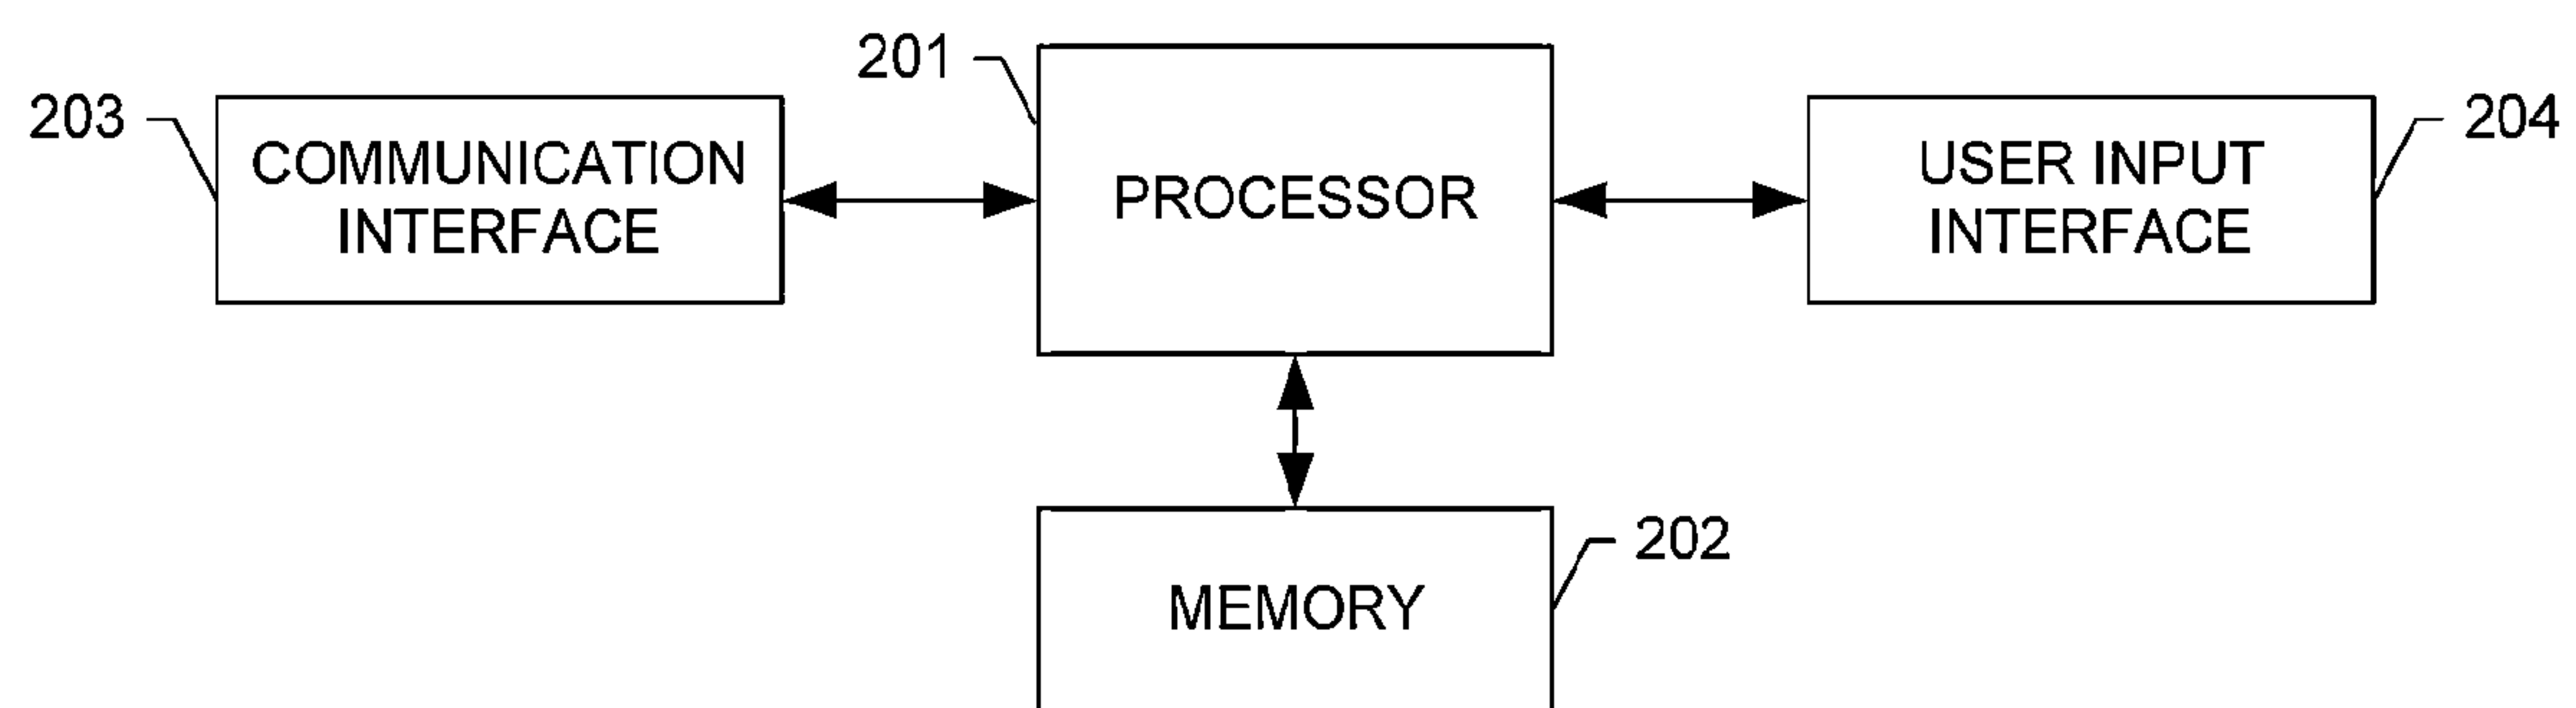 201
203
COMMUNICATION
INTERFACE
PROCESSOR
USER INPUT
INTERFACE
204
202
MEMORY